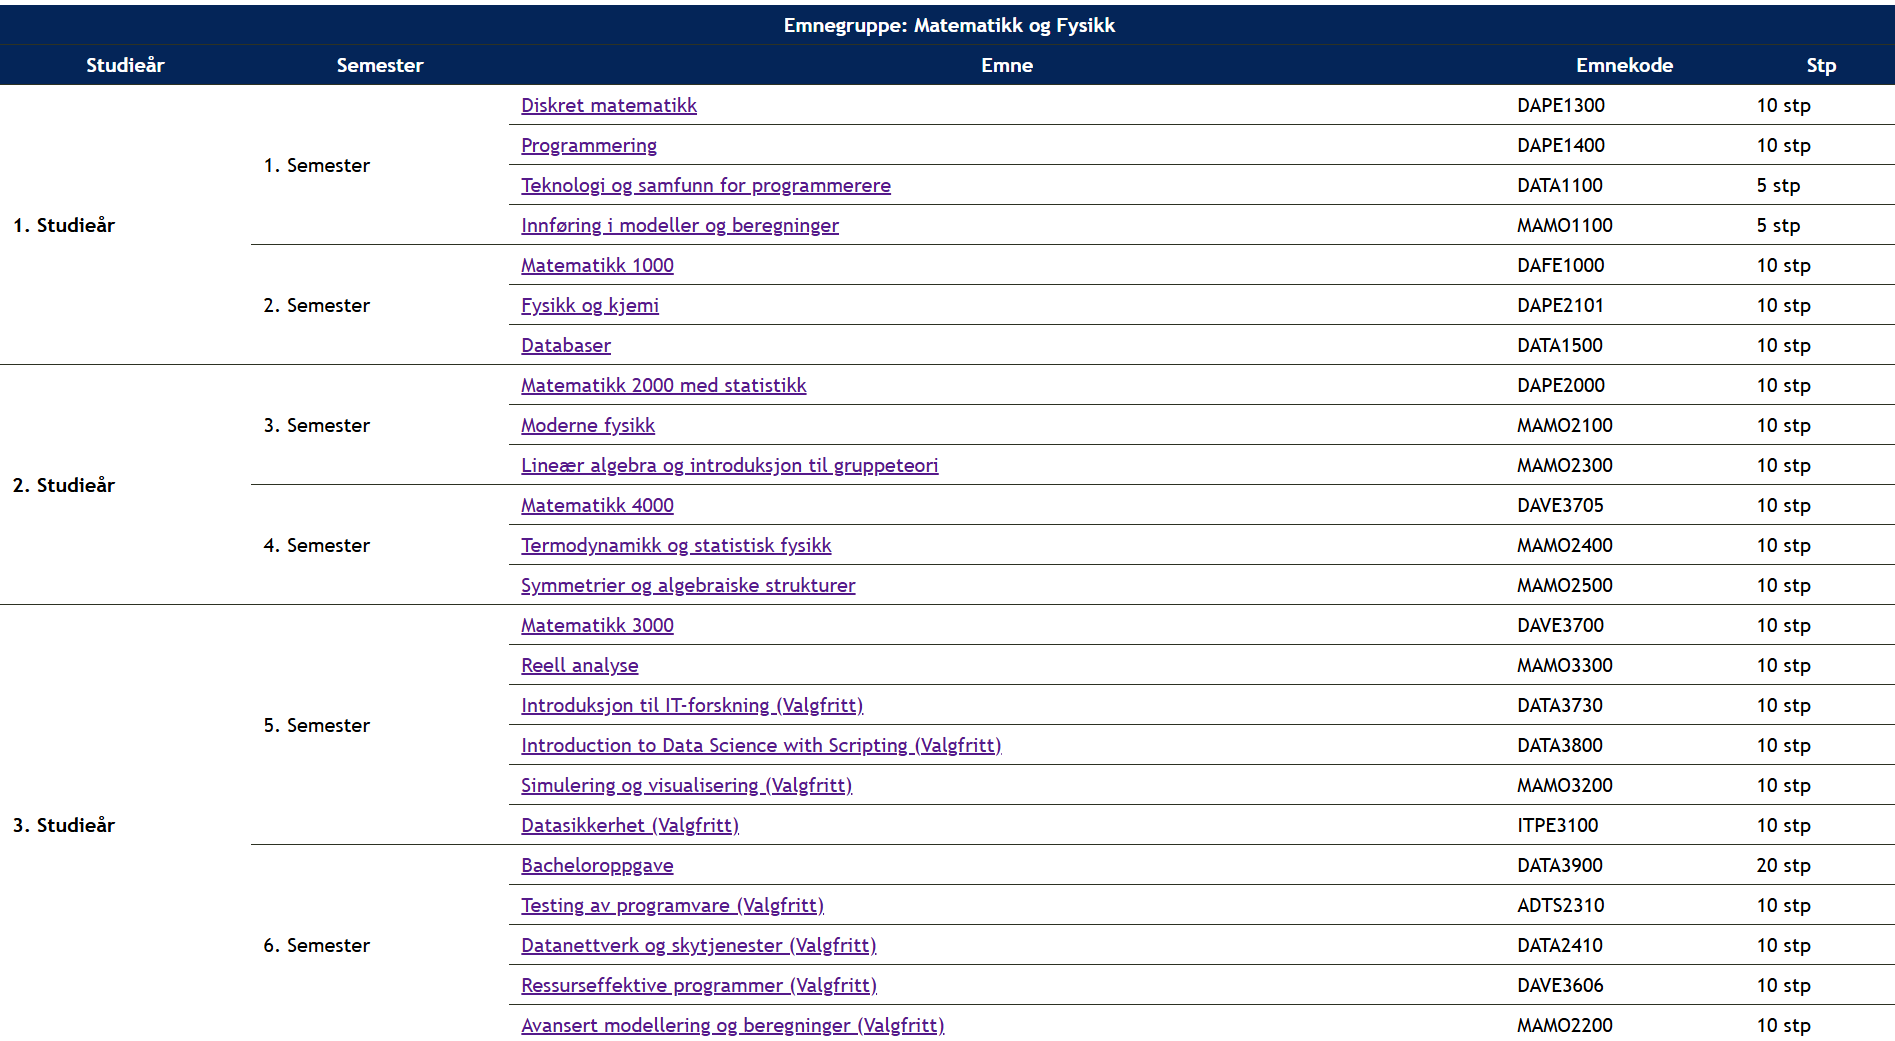 Emnegruppe: Matematikk og Fysikk
Studieår Semester Emne Emnekode Stp
1. Studieår
1. Semester
Diskret matematikk DAPE1300 10 stp
Programmering DAPE1400 10 stp
Teknologi og samfunn for programmerere DATA1100 5 stp
Innføring i modeller og beregninger MAMO1100 5 stp
2. Semester
Matematikk 1000 DAFE1000 10 stp
Fysikk og kjemi DAPE2101 10 stp
Databaser DATA1500 10 stp
2. Studieår
3. Semester
Matematikk 2000 med statistikk DAPE2000 10 stp
Moderne fysikk MAMO2100 10 stp
Lineær algebra og introduksjon til gruppeteori MAMO2300 10 stp
4. Semester
Matematikk 4000 DAVE3705 10 stp
Termodynamikk og statistisk fysikk MAMO2400 10 stp
Symmetrier og algebraiske strukturer MAMO2500 10 stp
3. Studieår
5. Semester
Matematikk 3000 DAVE3700 10 stp
Reell analyse MAMO3300 10 stp
Introduksjon til IT-forskning (Valgfritt) DATA3730 10 stp
Introduction to Data Science with Scripting (Valgfritt) DATA3800 10 stp
Simulering og visualisering (Valgfritt) MAMO3200 10 stp
Datasikkerhet (Valgfritt) ITPE3100 10 stp
6. Semester
Bacheloroppgave DATA3900 20 stp
Testing av programvare (Valgfritt) ADTS2310 10 stp
Datanettverk og skytjenester (Valgfritt) DATA2410 10 stp
Ressurseffektive programmer (Valgfritt) DAVE3606 10 stp
Avansert modellering og beregninger (Valgfritt) MAMO2200 10 stp